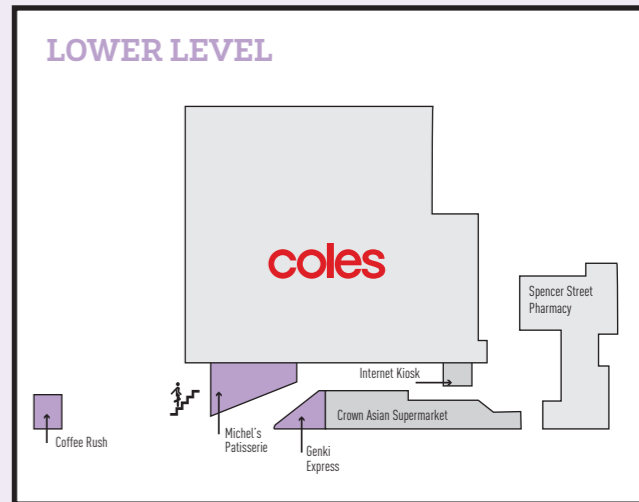 LOWER LEVEL
coles
Spencer Street
Pharmacy
Internet Kiosk
Crown Asian Supermarket
Coffee Rush
Michel's
Patisserie
Genki
Express